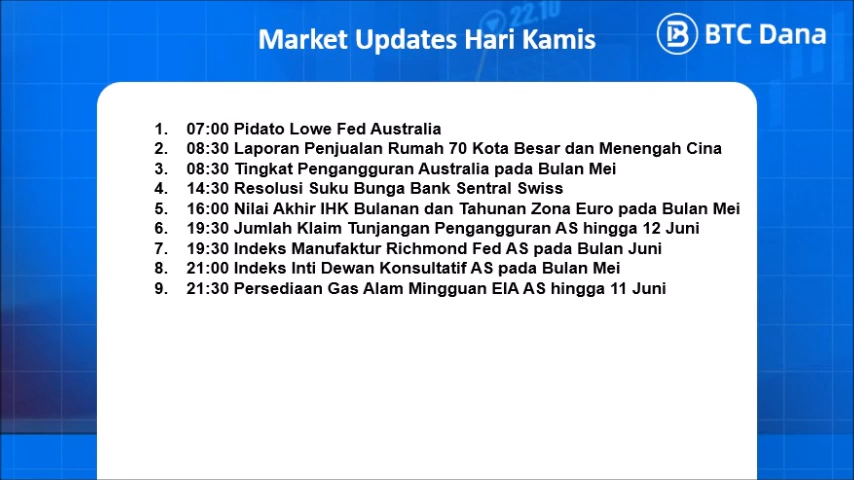 22.10
Market Updates Hari Kamis
BTC Dana
1. 07:00 Pidato Lowe Fed Australia
2. 08:30 Laporan Penjualan Rumah 70 Kota Besar dan Menengah Cina
3. 08:30 Tingkat Pengangguran Australia pada Bulan Mei
4. 14:30 Resolusi Suku Bunga Bank Sentral Swiss
5. 16:00 Nilai Akhir IHK Bulanan dan Tahunan Zona Euro pada Bulan Mei
6. 19:30 Jumlah Klaim Tunjangan Pengangguran AS hingga 12 Juni
7. 19:30 Indeks Manufaktur Richmond Fed AS pada Bulan Juni
8. 21:00 Indeks Inti Dewan Konsultatif AS pada Bulan Mei
9. 21:30 Persediaan Gas Alam Mingguan EIA AS hingga 11 Juni